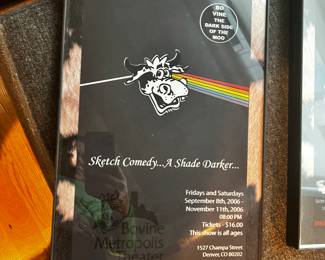 BO
VINE THE
DARK SIDE
OF THE
MOO
Sketch Comedy...A Shade Darker...
Fridays and Saturdays
September 8th, 2006-
November 11th, 2006
08:00 PM
Tickets - $16.00
This show is all ages
Bovine
Metropolis
Theater
1527 Champa Street
Denver, CO 80202